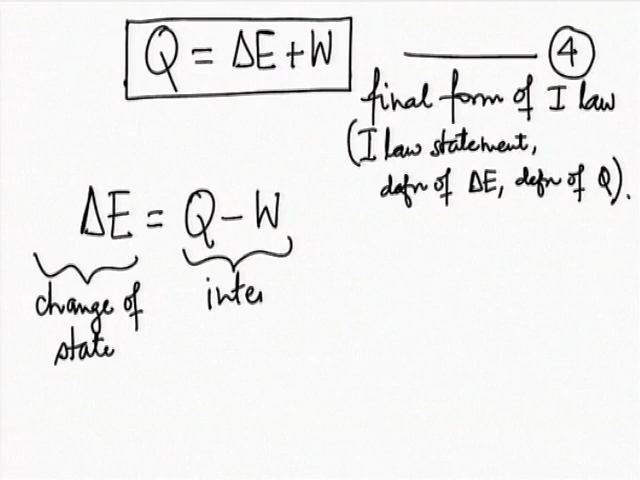 Q = ΔE + W ——— 4
final form of I law
(I law statement,
defn of ΔE, defn of Q).
ΔE = Q − W
change of
state
inter